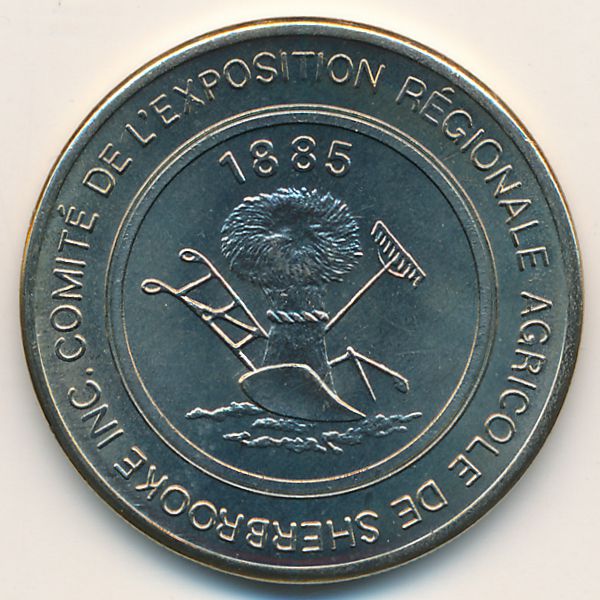 COMITÉ DE L'EXPOSITION RÉGIONALE AGRICOLE DE SHERBROOKE INC.
1885